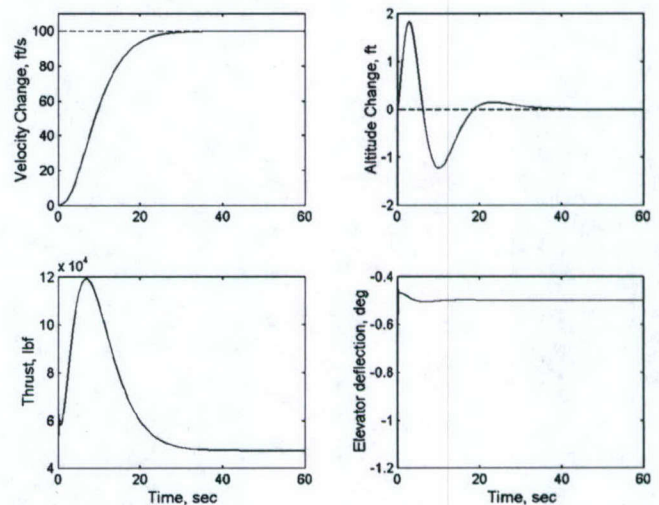 100
80
60
40
20
0
0 20 40 60
Velocity Change, ft/s
2
1
0
-1
-2
0 20 40 60
Altitude Change, ft
x 10^4
12
10
8
6
4
0 20 40 60
Thrust, lbf
Time, sec
-0.4
-0.6
-0.8
-1
-1.2
0 20 40 60
Elevator deflection, deg
Time, sec